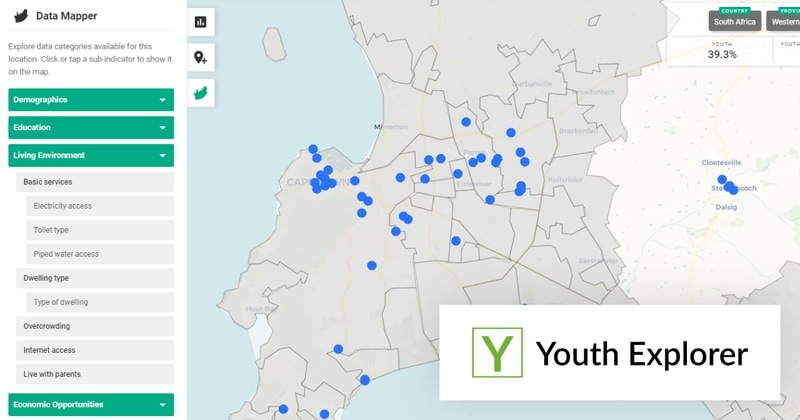 Data Mapper
Explore data categories available for this
location. Click or tap a sub-indicator to show it
on the map.
Demographics
Education
Living Environment
Basic services
Electricity access
Toilet type
Piped water access
Dwelling type
Type of dwelling
Overcrowding
Internet access
Live with parents
Economic Opportunities
COUNTRY
South Africa
PROVI
Western
YOUTH
39.3%
YOUTH
Durbanville
Kraaifontein
Milnerton
Brackenfell
Parow
Elsiesrivier
Kuilsrivier
CAPE TOWN
Eersterivier
Hout Bay
Cloetesville
Stellenbosch
Dalsig
Y Youth Explorer